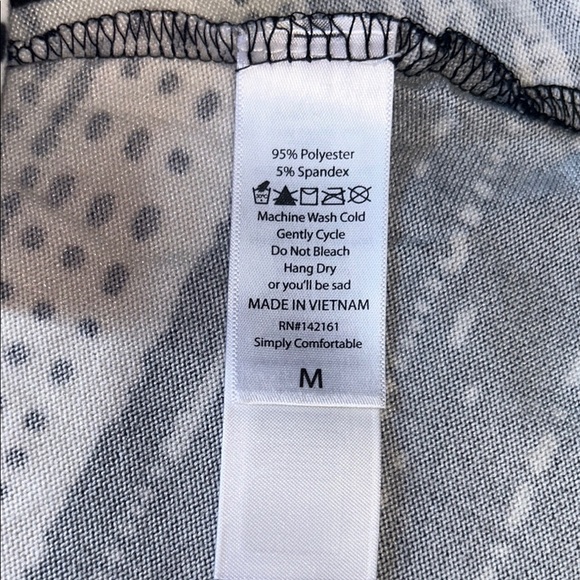 95% Polyester
5% Spandex
Machine Wash Cold
Gently Cycle
Do Not Bleach
Hang Dry
or you'll be sad
MADE IN VIETNAM
RN#142161
Simply Comfortable
M